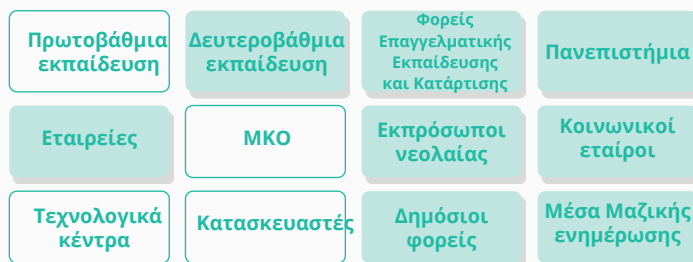 Πρωτοβάθμια
εκπαίδευση
Δευτεροβάθμια
εκπαίδευση
Φορείς
Επαγγελματικής
Εκπαίδευσης
και Κατάρτισης
Πανεπιστήμια
Εταιρείες
ΜΚΟ
Εκπρόσωποι
νεολαίας
Κοινωνικοί
εταίροι
Τεχνολογικά
κέντρα
Κατασκευαστές
Δημόσιοι
φορείς
Μέσα Μαζικής
ενημέρωσης